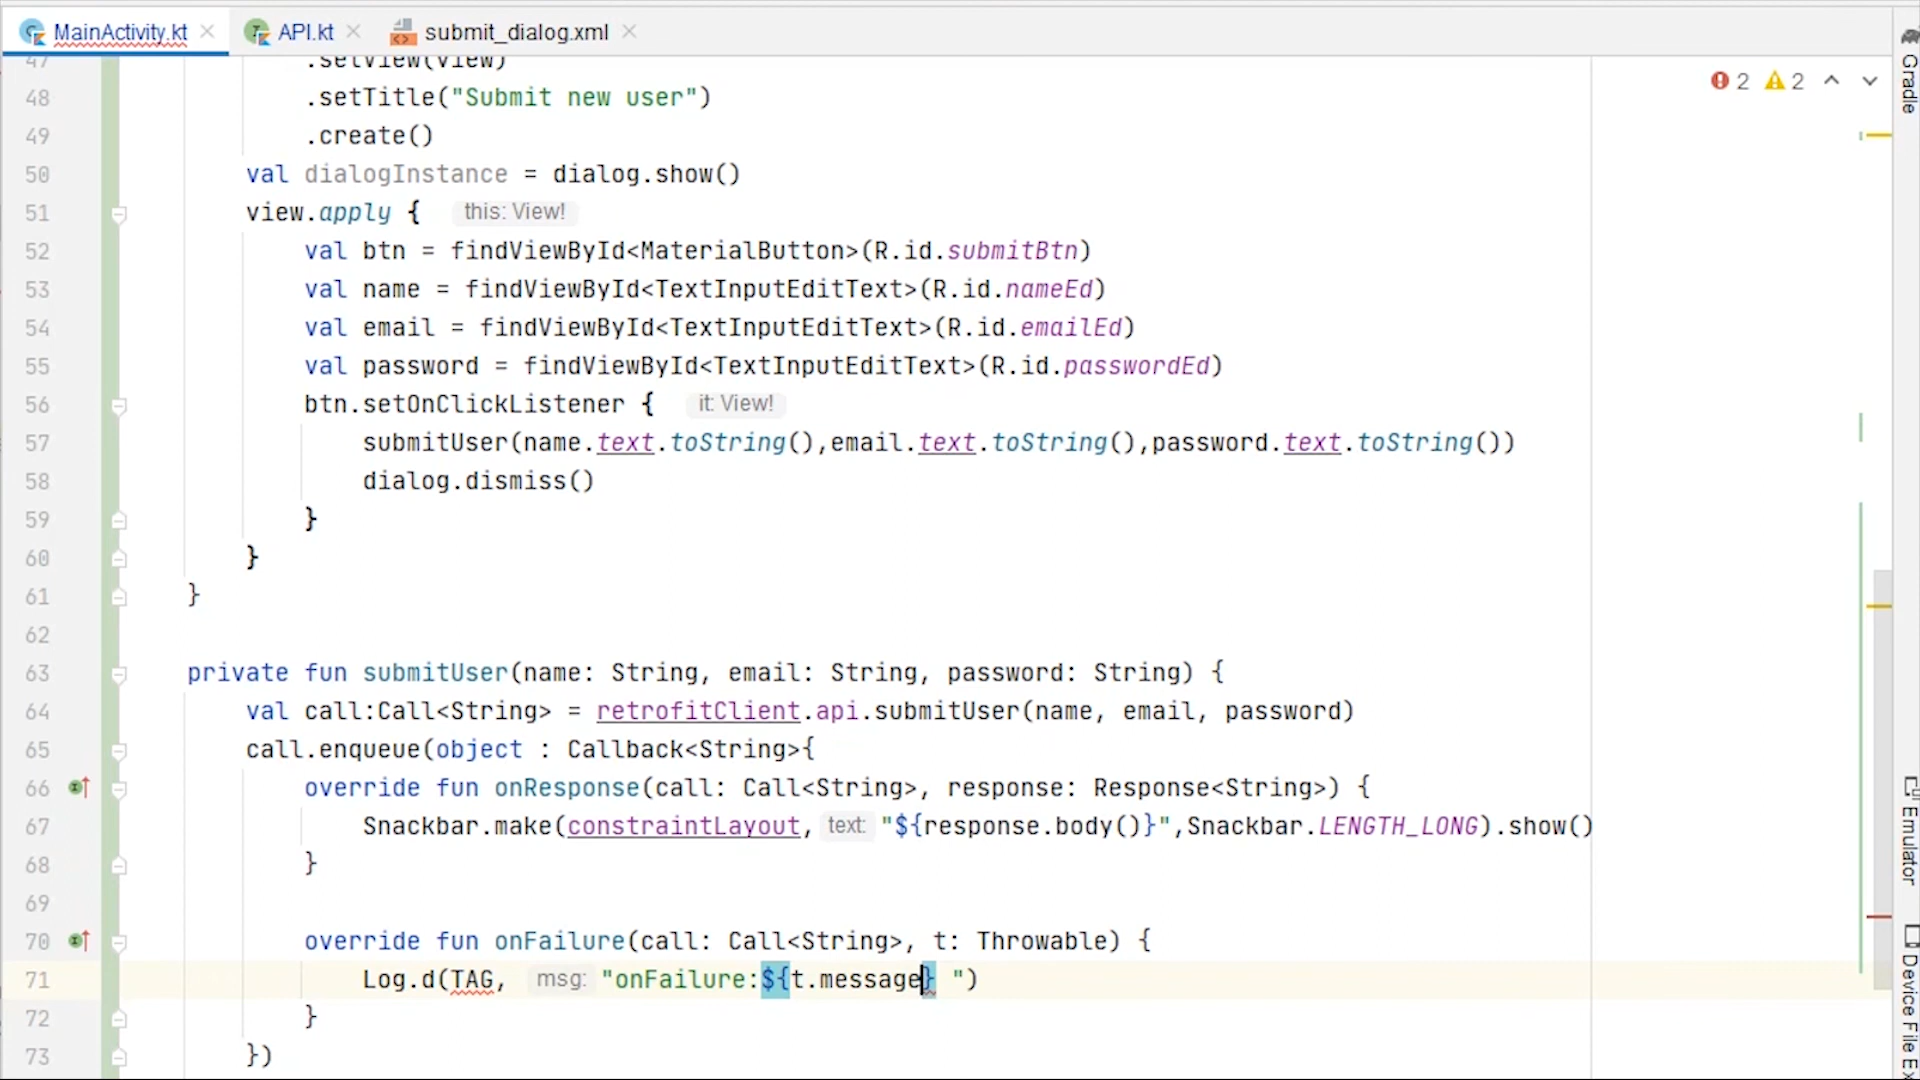 MainActivity.kt API.kt submit_dialog.xml
47 .setView(view)
2 2
48 .setTitle("Submit new user")
49 .create()
50 val dialogInstance = dialog.show()
51 view.apply { this: View!
52 val btn = findViewById<MaterialButton>(R.id.submitBtn)
53 val name = findViewById<TextInputEditText>(R.id.nameEd)
54 val email = findViewById<TextInputEditText>(R.id.emailEd)
55 val password = findViewById<TextInputEditText>(R.id.passwordEd)
56 btn.setOnClickListener { it: View!
57 submitUser(name.text.toString(),email.text.toString(),password.text.toString())
58 dialog.dismiss()
59 }
60 }
61 }
62
63 private fun submitUser(name: String, email: String, password: String) {
64 val call:Call<String> = retrofitClient.api.submitUser(name, email, password)
65 call.enqueue(object : Callback<String>{
66 override fun onResponse(call: Call<String>, response: Response<String>) {
67 Snackbar.make(constraintLayout, text: "${response.body()}",Snackbar.LENGTH_LONG).show()
68 }
69
70 override fun onFailure(call: Call<String>, t: Throwable) {
71 Log.d(TAG, msg: "onFailure:${t.message} ")
72 }
73 })
Gradle
Emulator
Device File Ex